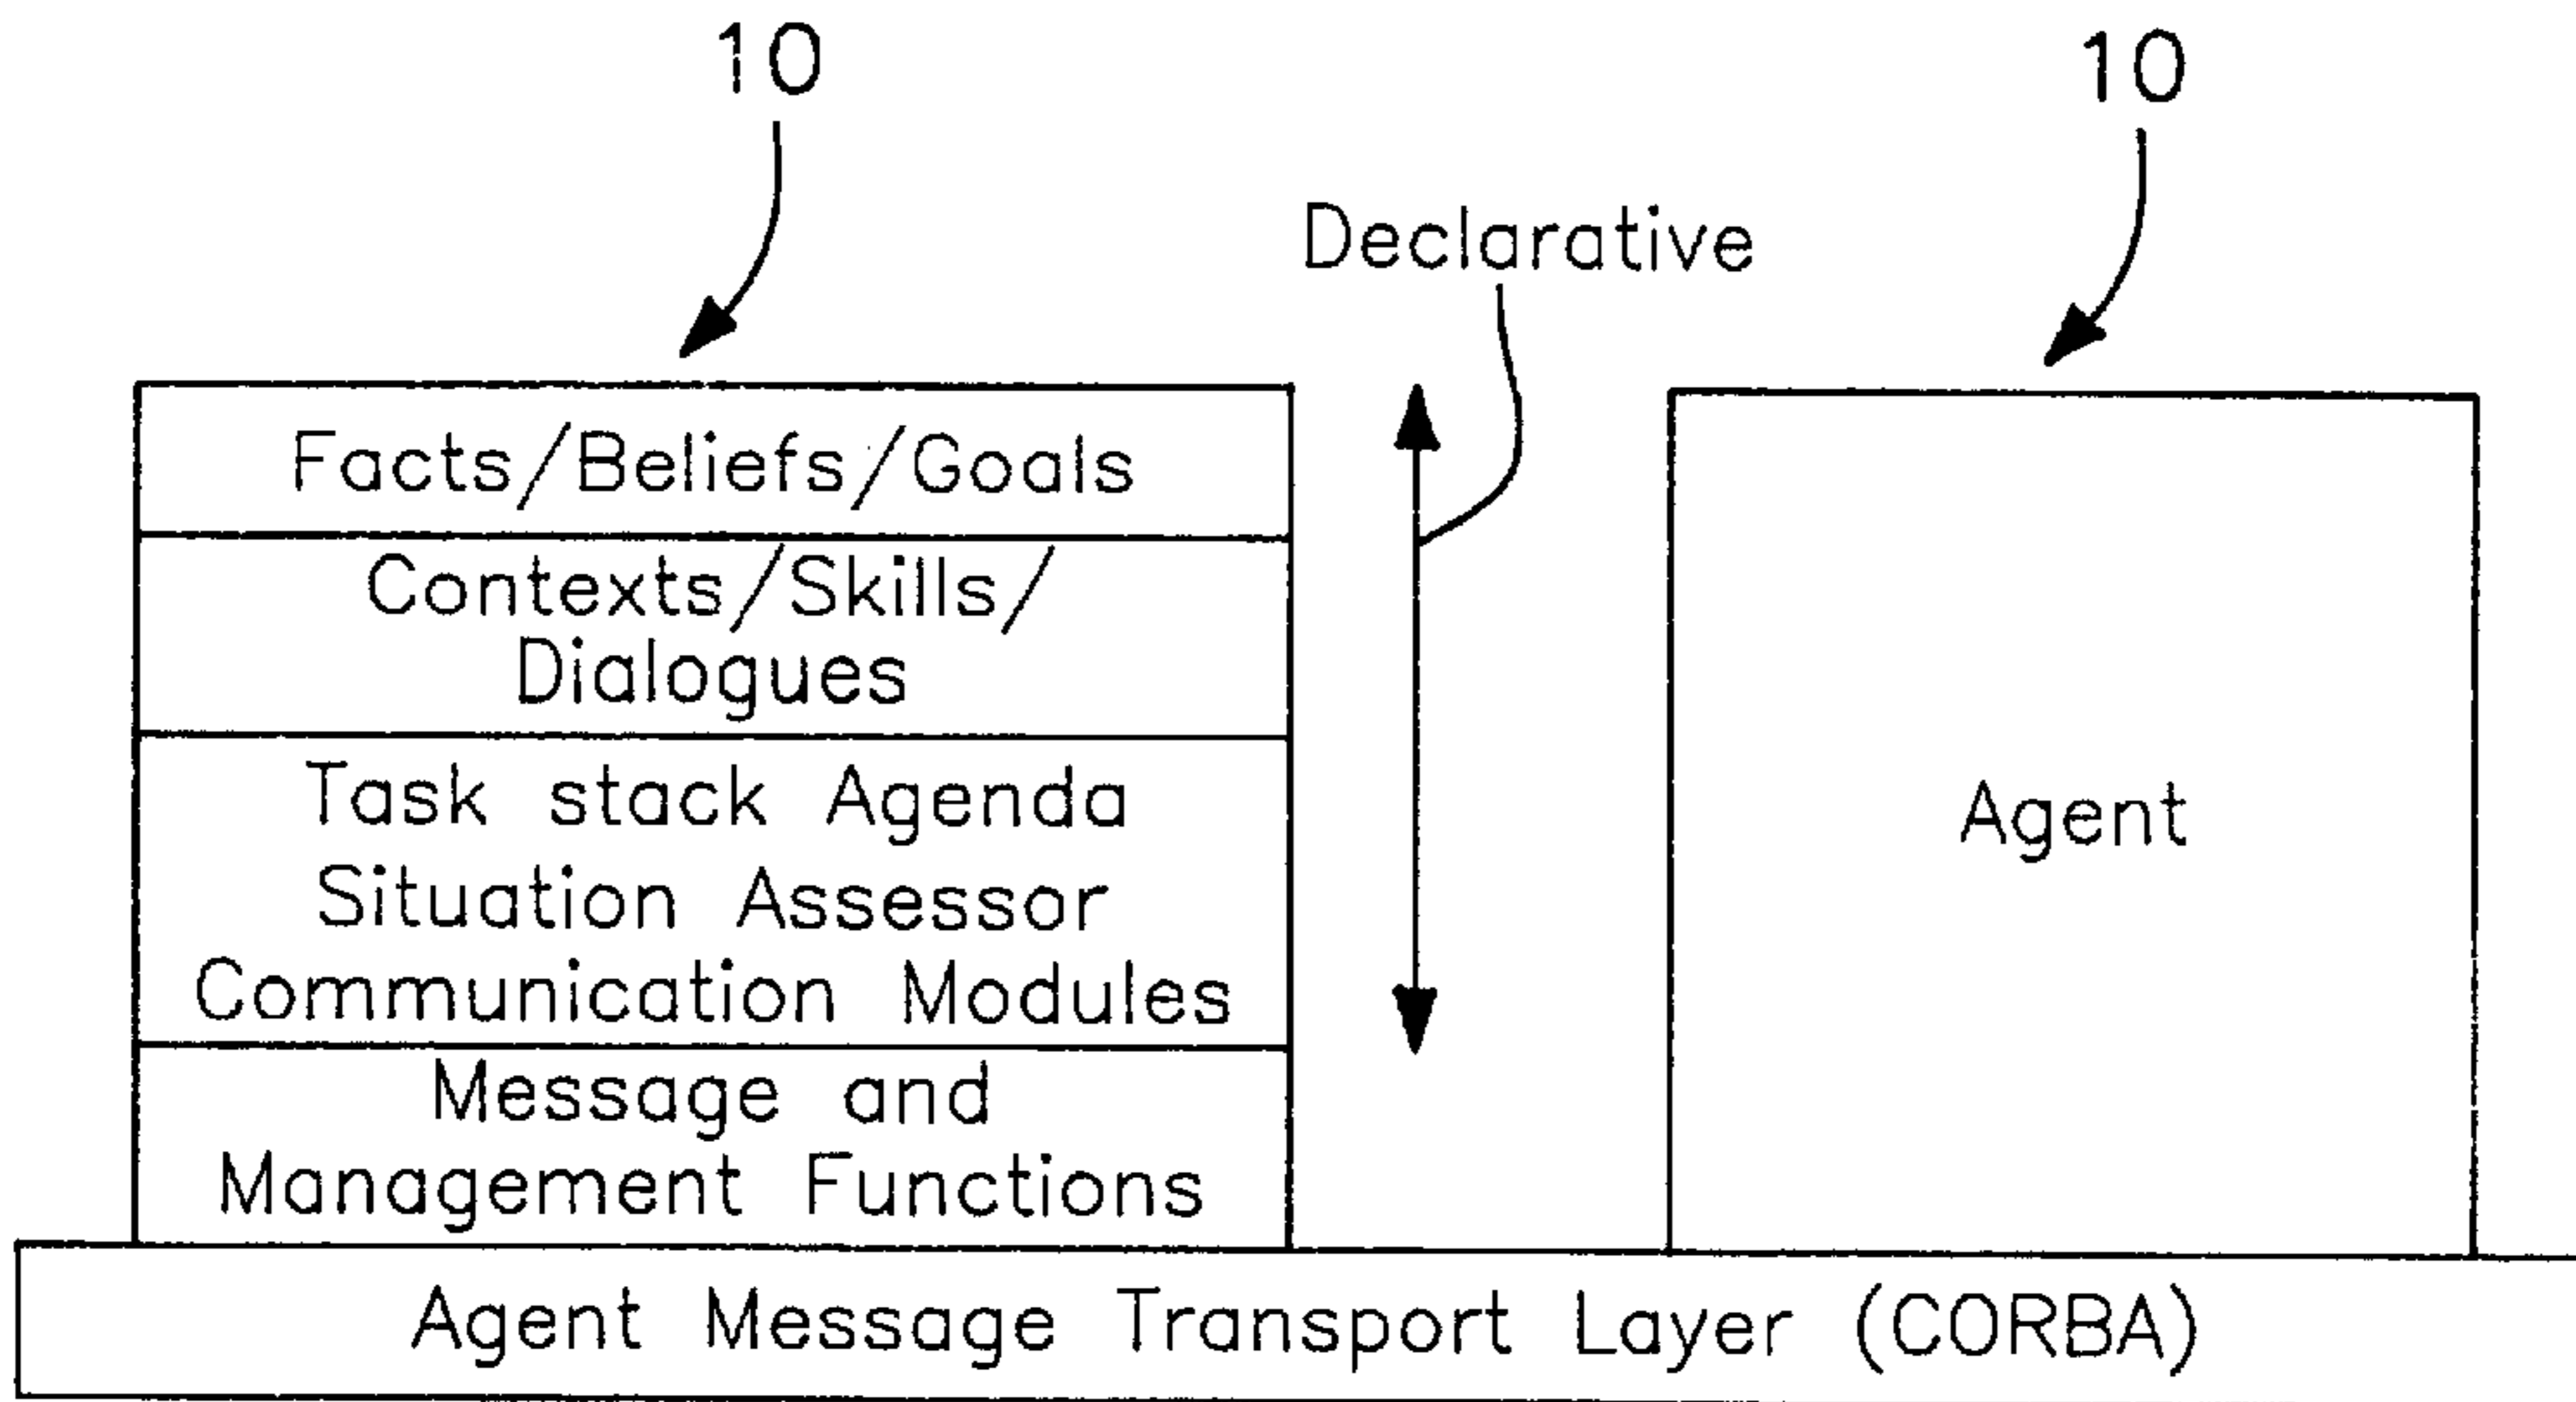 10
10
Declarative
Facts/Beliefs/Goals
Contexts/Skills/
Dialogues
Task stack Agenda
Situation Assessor
Communication Modules
Message and
Management Functions
Agent
Agent Message Transport Layer (CORBA)